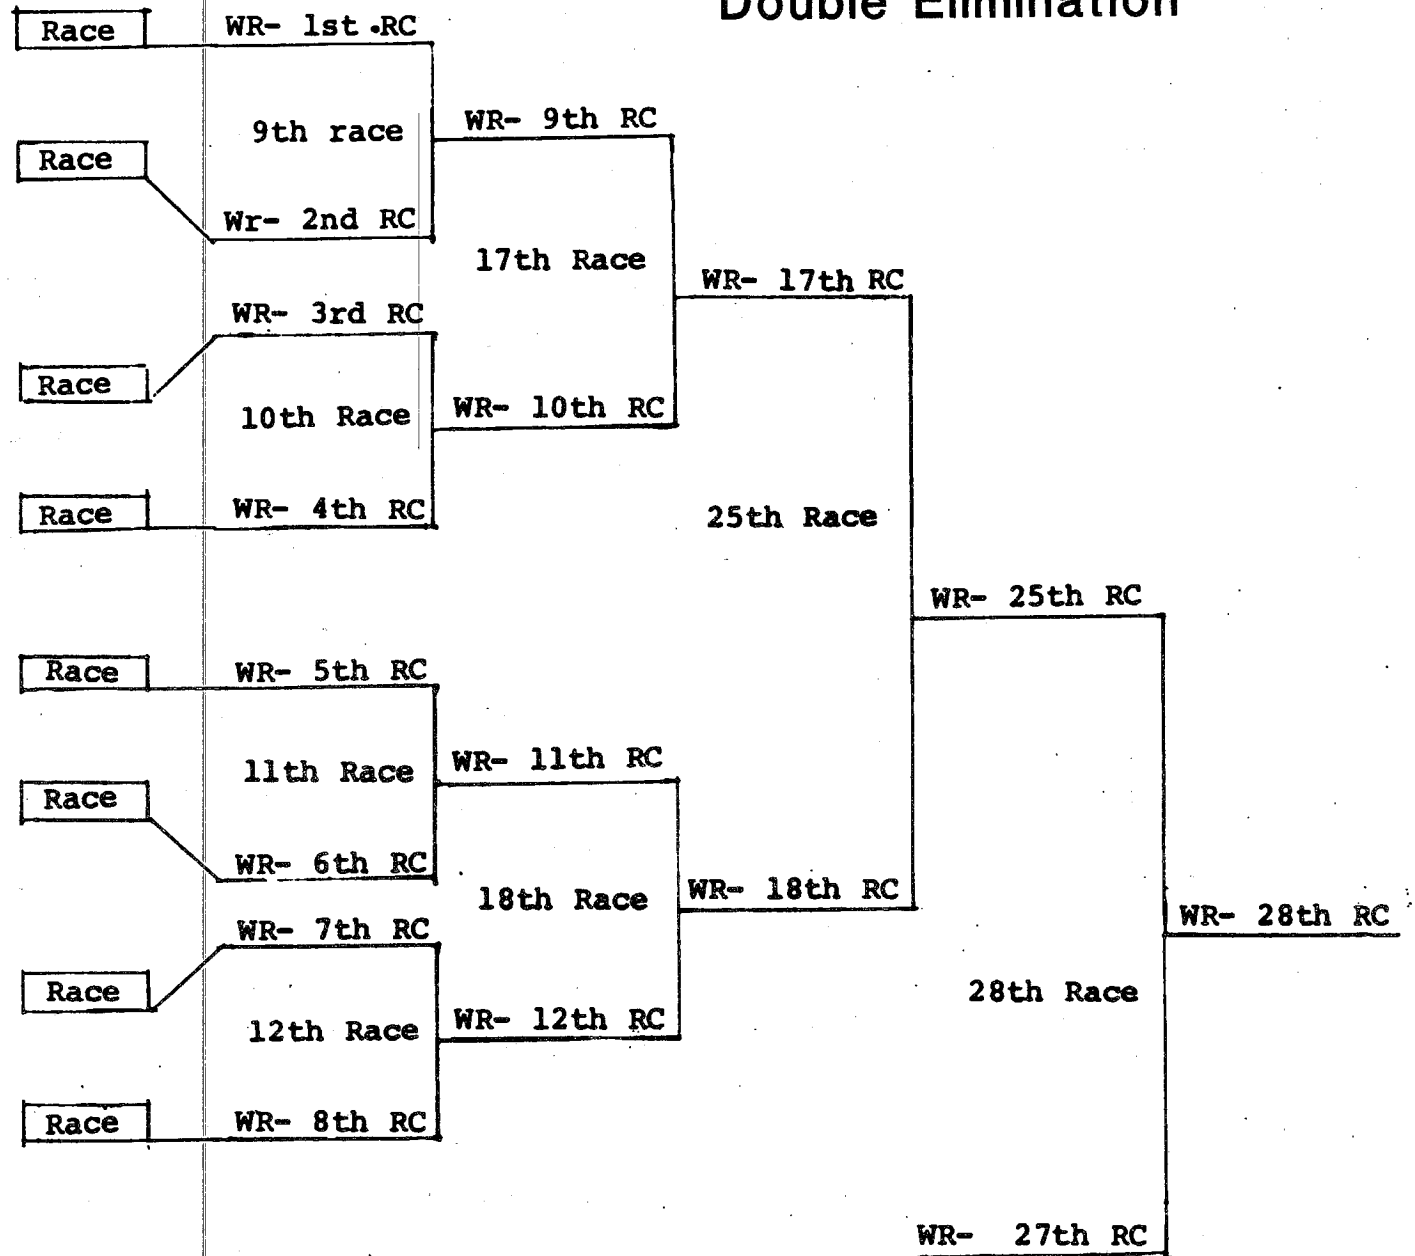 Double Elimination
Race
WR- 1st RC
9th race
WR- 9th RC
Race
Wr- 2nd RC
17th Race
WR- 17th RC
WR- 3rd RC
Race
10th Race
WR- 10th RC
Race
WR- 4th RC
25th Race
WR- 25th RC
Race
WR- 5th RC
11th Race
WR- 11th RC
Race
WR- 6th RC
18th Race
WR- 18th RC
WR- 7th RC
WR- 28th RC
Race
28th Race
12th Race
WR- 12th RC
Race
WR- 8th RC
WR- 27th RC